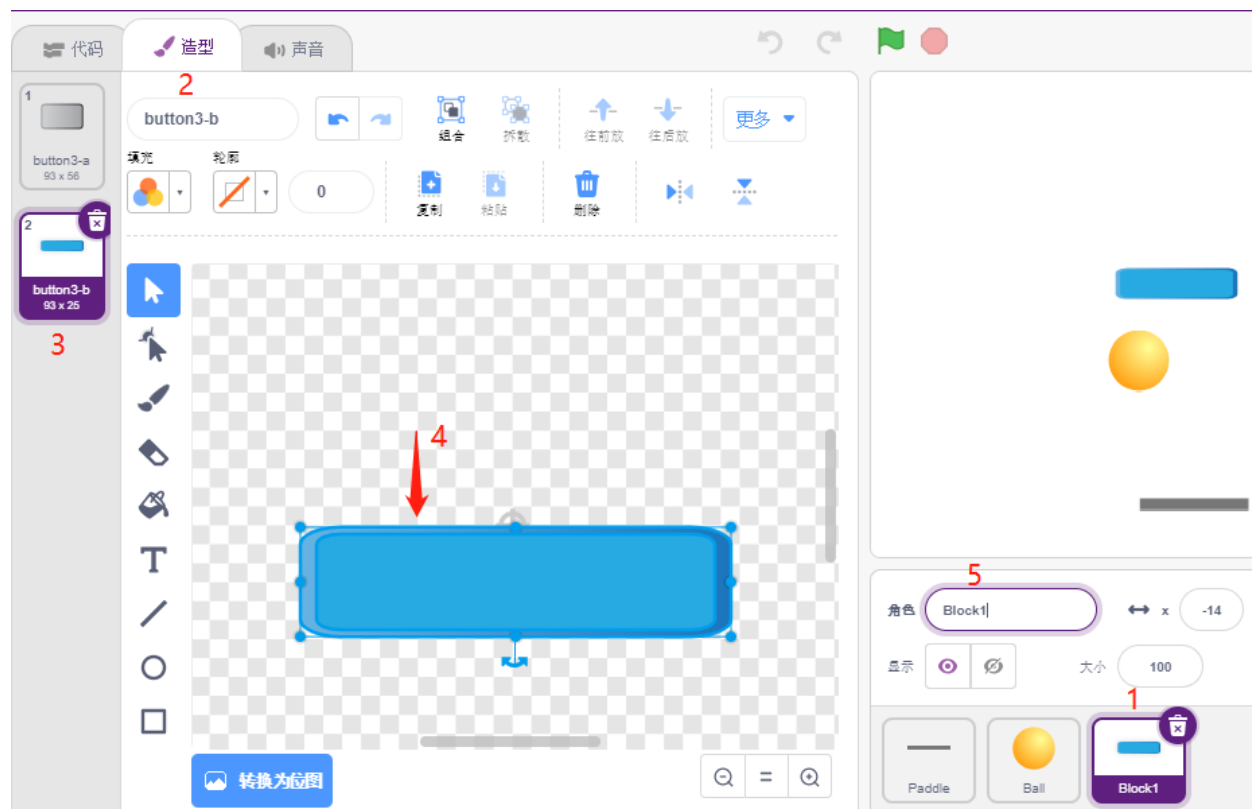 代码
造型
声音
2
1
button3-a
93 x 56
2
button3-b
93 x 25
3
button3-b
组合
拆散
往前放
往后放
更多
填充
轮廓
0
复制
粘贴
删除
4
转换为位图
5
角色
Block1
x
-14
显示
大小
100
1
Paddle
Ball
Block1